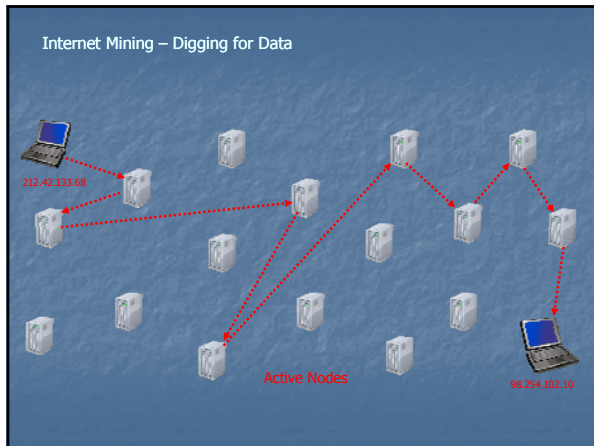 Internet Mining – Digging for Data
212.42.133.68
Active Nodes
98.254.102.10